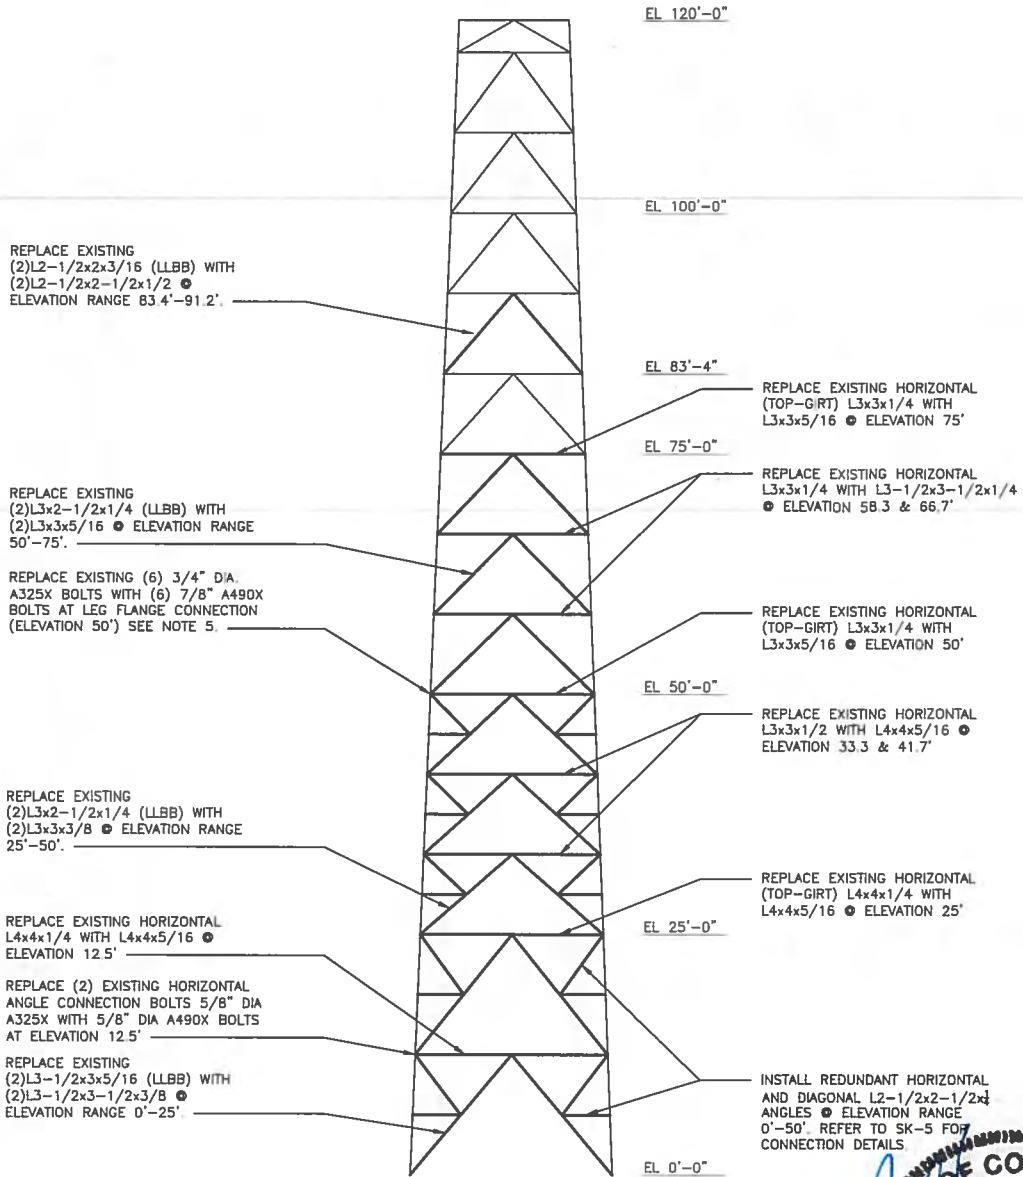 EL 120'-0"
EL 100'-0"
REPLACE EXISTING
(2)L2-1/2x2x3/16 (LLBB) WITH
(2)L2-1/2x2-1/2x1/2 @
ELEVATION RANGE 83.4'-91.2'.
EL 83'-4"
REPLACE EXISTING HORIZONTAL
(TOP-GIRT) L3x3x1/4 WITH
L3x3x5/16 @ ELEVATION 75'
EL 75'-0"
REPLACE EXISTING HORIZONTAL
L3x3x1/4 WITH L3-1/2x3-1/2x1/4
@ ELEVATION 58.3 & 66.7'
REPLACE EXISTING
(2)L3x2-1/2x1/4 (LLBB) WITH
(2)L3x3x5/16 @ ELEVATION RANGE
50'-75'.
REPLACE EXISTING (6) 3/4" DIA.
A325X BOLTS WITH (6) 7/8" A490X
BOLTS AT LEG FLANGE CONNECTION
(ELEVATION 50') SEE NOTE 5.
REPLACE EXISTING HORIZONTAL
(TOP-GIRT) L3x3x1/4 WITH
L3x3x5/16 @ ELEVATION 50'
EL 50'-0"
REPLACE EXISTING HORIZONTAL
L3x3x1/2 WITH L4x4x5/16 @
ELEVATION 33.3 & 41.7'
REPLACE EXISTING
(2)L3x2-1/2x1/4 (LLBB) WITH
(2)L3x3x3/8 @ ELEVATION RANGE
25'-50'.
REPLACE EXISTING HORIZONTAL
(TOP-GIRT) L4x4x1/4 WITH
L4x4x5/16 @ ELEVATION 25'
EL 25'-0"
REPLACE EXISTING HORIZONTAL
L4x4x1/4 WITH L4x4x5/16 @
ELEVATION 12.5'
REPLACE (2) EXISTING HORIZONTAL
ANGLE CONNECTION BOLTS 5/8" DIA
A325X WITH 5/8" DIA A490X BOLTS
AT ELEVATION 12.5'
REPLACE EXISTING
(2)L3-1/2x3x5/16 (LLBB) WITH
(2)L3-1/2x3-1/2x3/8 @
ELEVATION RANGE 0'-25'.
INSTALL REDUNDANT HORIZONTAL
AND DIAGONAL
ANGLES @ ELEVATION RANGE
0'-50'. REFER TO SK-5 FOR
CONNECTION DETAILS
EL 0'-0"